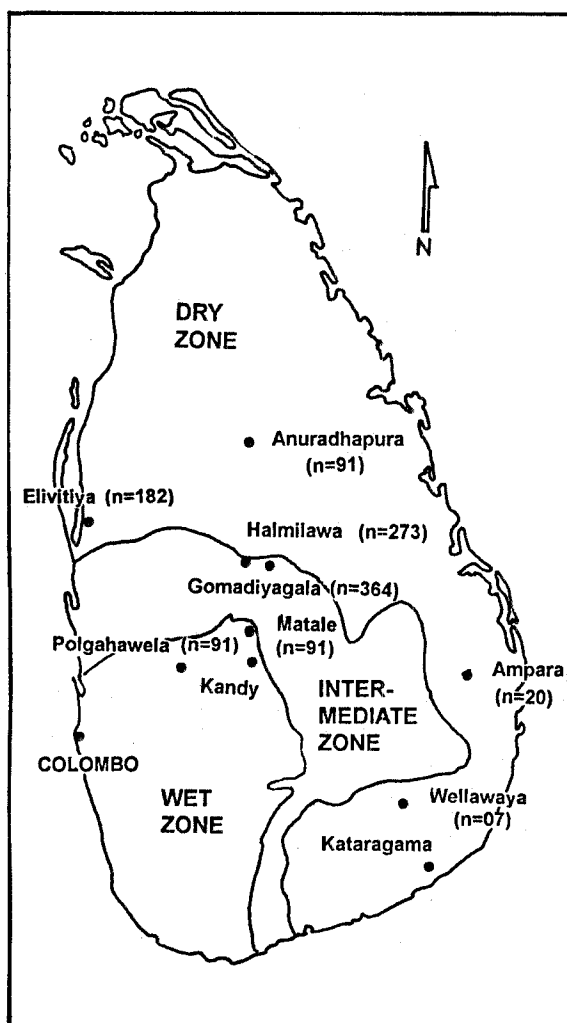 N
DRY
ZONE
Anuradhapura
(n=91)
Elivitiya (n=182)
Halmilawa (n=273)
Gomadiyagala (n=364)
Matale
(n=91)
Polgahawela (n=91)
Kandy
INTER-
MEDIATE
ZONE
Ampara
(n=20)
COLOMBO
WET
ZONE
Wellawaya
(n=07)
Kataragama